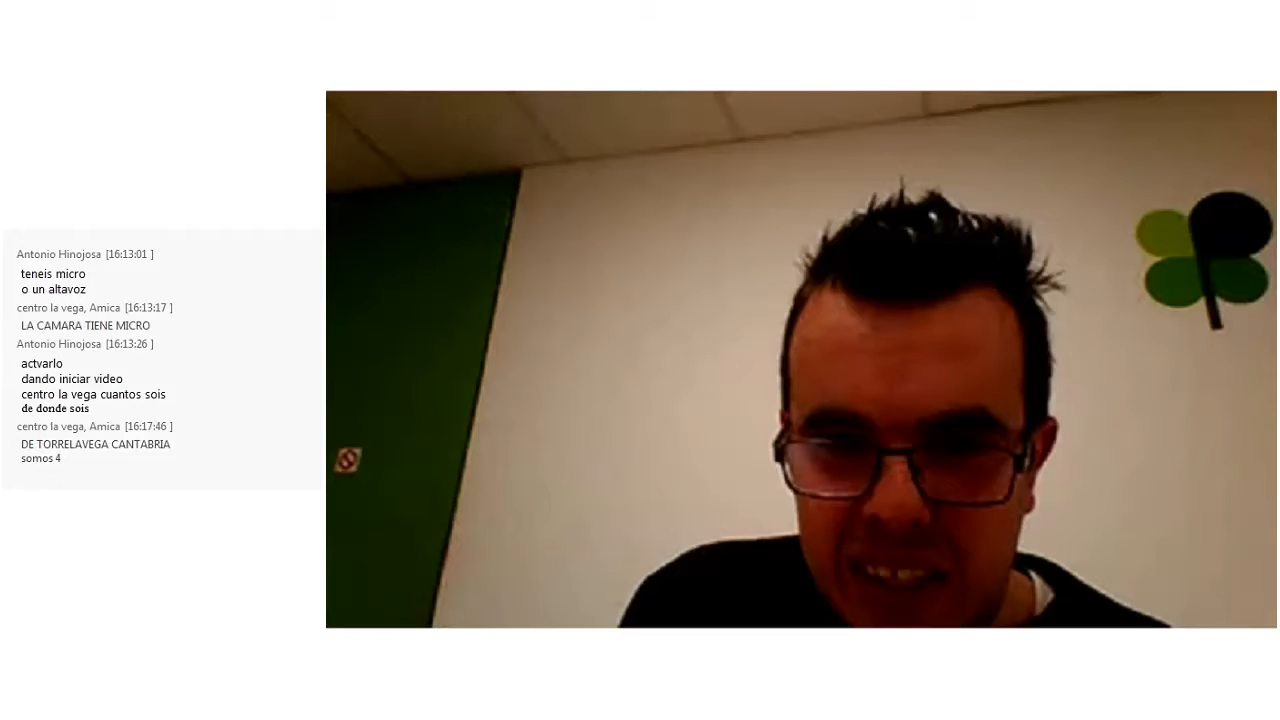 Antonio Hinojosa [16:13:01 ]
teneis micro
o un altavoz
centro la vega, Amica [16:13:17 ]
LA CAMARA TIENE MICRO
Antonio Hinojosa [16:13:26 ]
actvarlo
dando iniciar video
centro la vega cuantos sois
de donde sois
centro la vega, Amica [16:17:46 ]
DE TORRELAVEGA CANTABRIA
somos 4